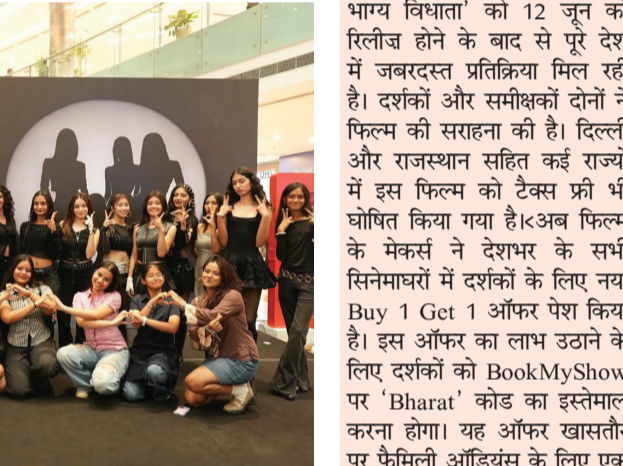 भाग्य विधाता' को 12 जून को
रिलीज़ होने के बाद से पूरे देश
में जबरदस्त प्रतिक्रिया मिल रही
है। दर्शकों और समीक्षकों दोनों ने
फिल्म की सराहना की है। दिल्ली
और राजस्थान सहित कई राज्यों
में इस फिल्म को टैक्स फ्री भी
घोषित किया गया है।<अब फिल्म
के मेकर्स ने देशभर के सभी
सिनेमाघरों में दर्शकों के लिए नय
Buy 1 Get 1 ऑफर पेश किय
है। इस ऑफर का लाभ उठाने के
लिए दर्शकों को BookMyShow
पर 'Bharat' कोड का इस्तेमाल
करना होगा। यह ऑफर खासतौर
पर फैमिली ऑडियंस के लिए एक